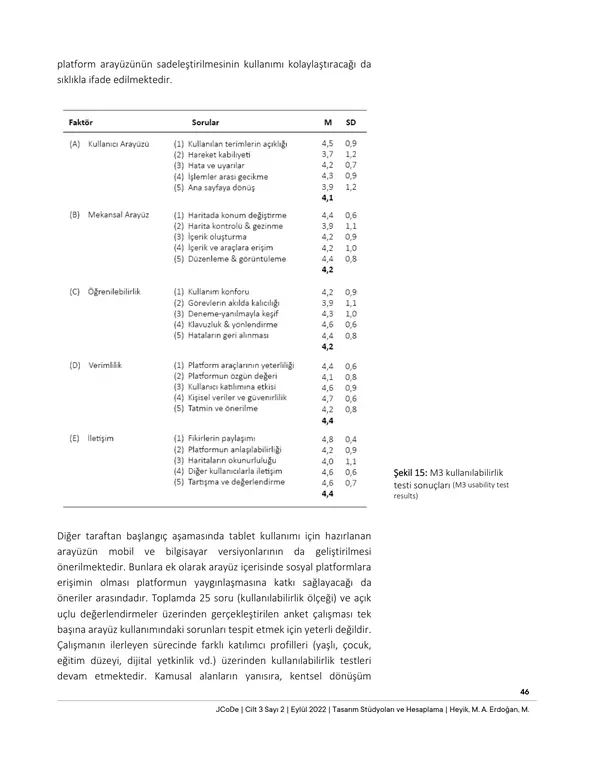 platform arayüzünün sadeleştirilmesinin kullanımı kolaylaştıracağı da
sıklıkla ifade edilmektedir.
Faktör Sorular M SD
(A) Kullanıcı Arayüzü (1) Kullanılan terimlerin açıklığı 4,5 0,9
(2) Hareket kabiliyeti 3,7 1,2
(3) Hata ve uyarılar 4,2 0,7
(4) İşlemler arası gecikme 4,3 0,9
(5) Ana sayfaya dönüş 3,9 1,2
4,1
(B) Mekansal Arayüz (1) Haritada konum değiştirme 4,4 0,6
(2) Harita kontrolü & gezinme 3,9 1,1
(3) İçerik oluşturma 4,2 0,9
(4) İçerik ve araçlara erişim 4,2 1,0
(5) Düzenleme & görüntüleme 4,4 0,8
4,2
(C) Öğrenilebilirlik (1) Kullanım konforu 4,2 0,9
(2) Görevlerin akılda kalıcılığı 3,9 1,1
(3) Deneme-yanılmayla keşif 4,3 1,0
(4) Klavuzluk & yönlendirme 4,6 0,6
(5) Hataların geri alınması 4,4 0,8
4,2
(D) Verimlilik (1) Platform araçlarının yeterliliği 4,4 0,6
(2) Platformun özgün değeri 4,1 0,8
(3) Kullanıcı katılımına etkisi 4,6 0,9
(4) Kişisel veriler ve güvenirlilik 4,7 0,6
(5) Tatmin ve önerilme 4,2 0,8
4,4
(E) İletişim (1) Fikirlerin paylaşımı 4,8 0,4
(2) Platformun anlaşılabilirliği 4,2 0,9
(3) Haritaların okunurluluğu 4,0 1,1
(4) Diğer kullanıcılarla iletişim 4,6 0,6
(5) Tartışma ve değerlendirme 4,6 0,7
4,4
Şekil 15: M3 kullanılabilirlik
testi sonuçları (M3 usability test
results)
Diğer taraftan başlangıç aşamasında tablet kullanımı için hazırlanan
arayüzün mobil ve bilgisayar versiyonlarının da geliştirilmesi
önerilmektedir. Bunlara ek olarak arayüz içerisinde sosyal platformlara
erişimin olması platformun yaygınlaşmasına katkı sağlayacağı da
öneriler arasındadır. Toplamda 25 soru (kullanılabilirlik ölçeği) ve açık
uçlu değerlendirmeler üzerinden gerçekleştirilen anket çalışması tek
başına arayüz kullanımındaki sorunları tespit etmek için yeterli değildir.
Çalışmanın ilerleyen sürecinde farklı katılımcı profilleri (yaşlı, çocuk,
eğitim düzeyi, dijital yetkinlik vd.) üzerinden kullanılabilirlik testleri
devam etmektedir. Kamusal alanların yanısıra, kentsel dönüşüm
46
JCoDe | Cilt 3 Sayı 2 | Eylül 2022 | Tasarım Stüdyoları ve Hesaplama | Heyik, M. A. Erdoğan, M.